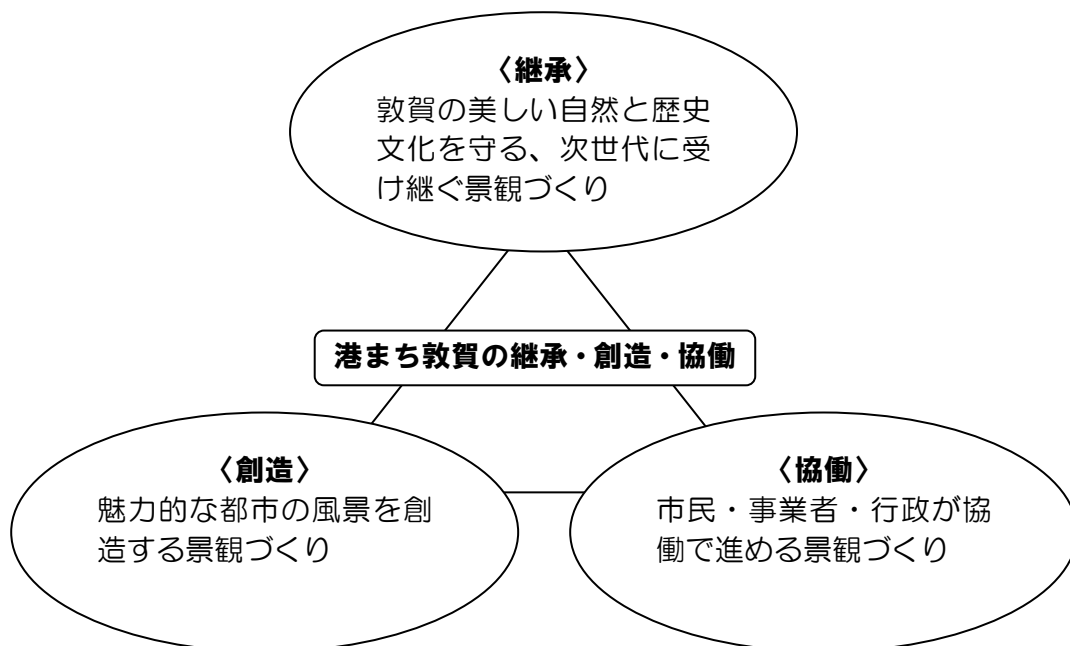 〈継承〉
敦賀の美しい自然と歴史
文化を守る、次世代に受
け継ぐ景観づくり
港まち敦賀の継承・創造・協働
〈創造〉
魅力的な都市の風景を創
造する景観づくり
〈協働〉
市民・事業者・行政が協
働で進める景観づくり